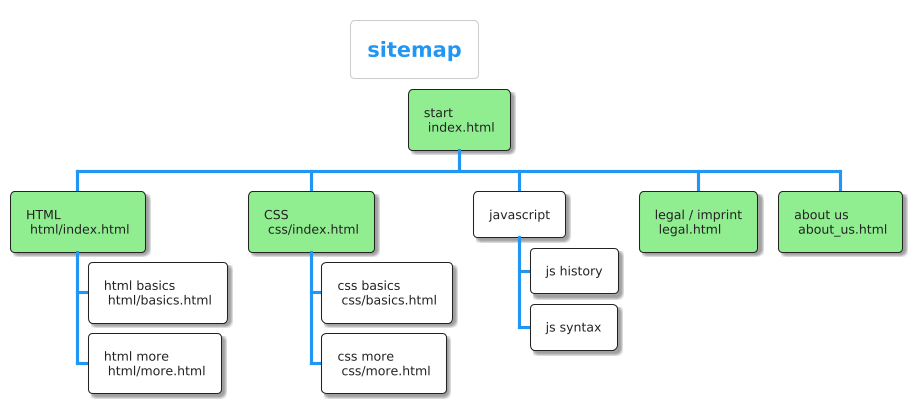 sitemap
start
index.html
HTML
html/index.html
html basics
html/basics.html
html more
html/more.html
CSS
css/index.html
css basics
css/basics.html
css more
css/more.html
javascript
js history
js syntax
legal / imprint
legal.html
about us
about_us.html